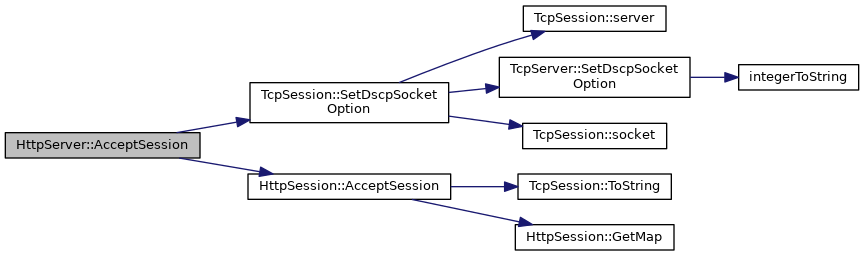 TcpSession::server
TcpServer::SetDscpSocket
Option
integerToString
TcpSession::SetDscpSocket
Option
TcpSession::socket
HttpServer::AcceptSession
HttpSession::AcceptSession
TcpSession::ToString
HttpSession::GetMap